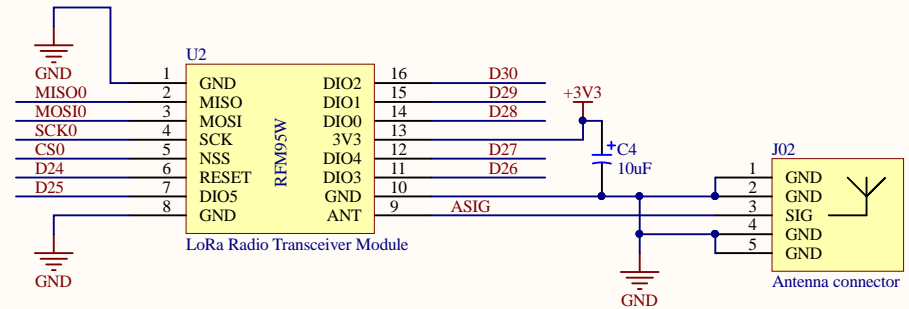 U2
GND
1 GND DIO2 16 D30
MISO0 2 MISO DIO1 15 D29
MOSI0 3 MOSI DIO0 14 D28
SCK0 4 SCK 3V3 13
CS0 5 NSS DIO4 12 D27
D24 6 RESET DIO3 11 D26
D25 7 DIO5 GND 10
8 GND ANT 9 ASIG
RFM95W
LoRa Radio Transceiver Module
GND
+3V3
+
C4
10uF
GND
J02
1 GND
2 GND
3 SIG
4 GND
5 GND
Antenna connector